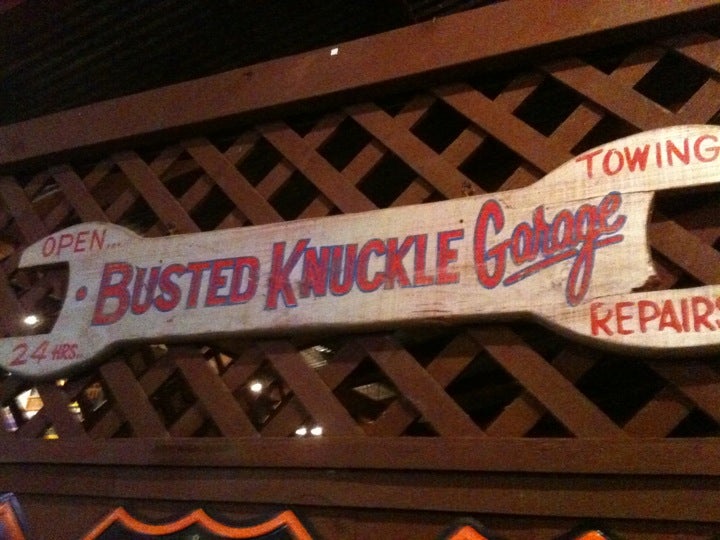 OPEN...
24 HRS.
• BUSTED KNUCKLE Garage
TOWING
REPAIRS